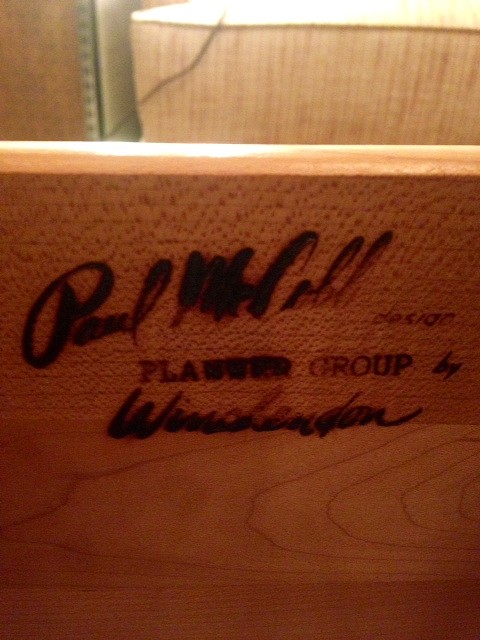 Paul McCobb
design
PLANNER GROUP by
Winchendon